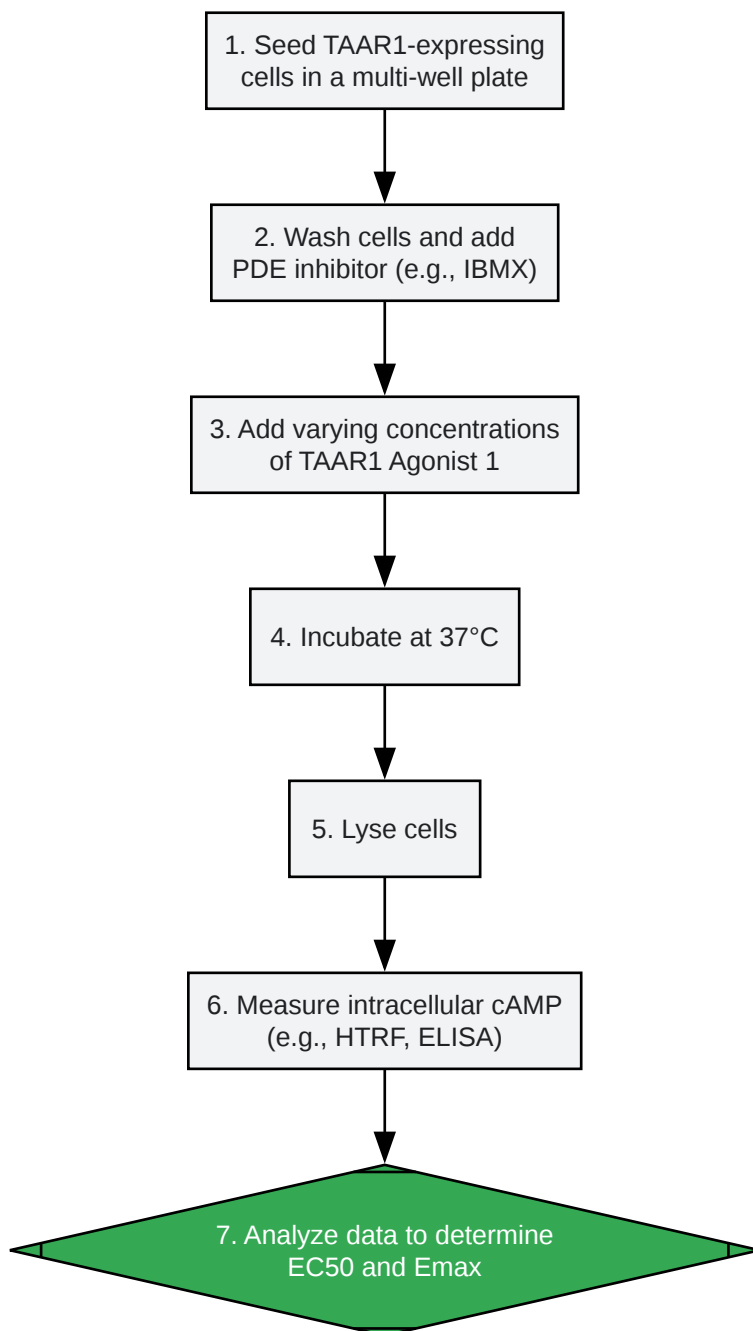 1. Seed TAAR1-expressing
cells in a multi-well plate
2. Wash cells and add
PDE inhibitor (e.g., IBMX)
3. Add varying concentrations
of TAAR1 Agonist 1
4. Incubate at 37°C
5. Lyse cells
6. Measure intracellular cAMP
(e.g., HTRF, ELISA)
7. Analyze data to determine
EC50 and Emax